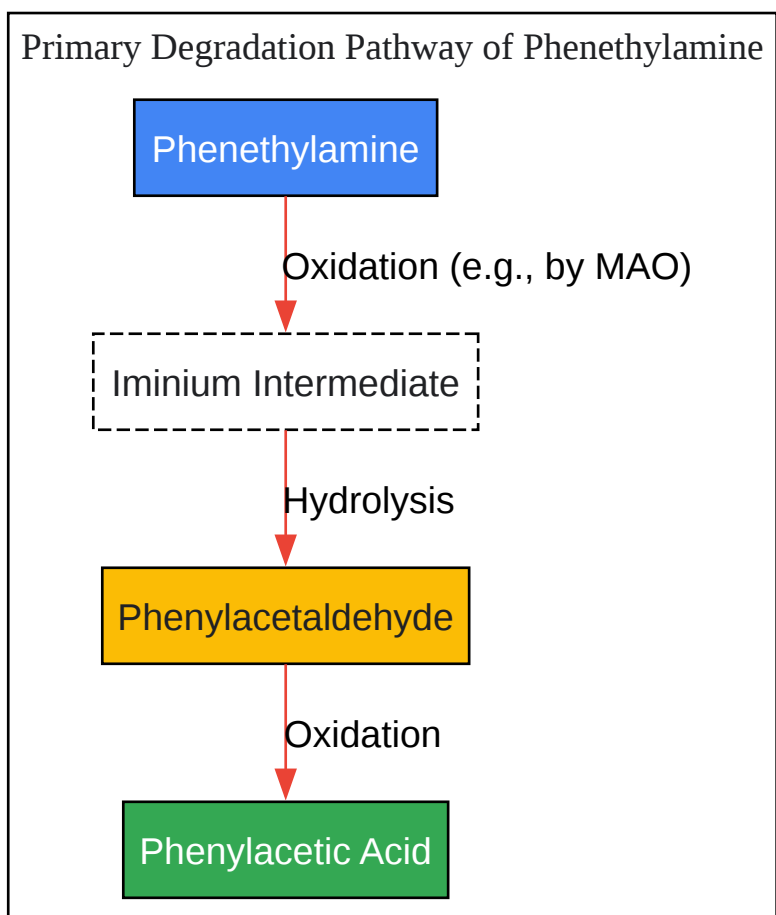 Primary Degradation Pathway of Phenethylamine
Phenethylamine
Oxidation (e.g., by MAO)
Iminium Intermediate
Hydrolysis
Phenylacetaldehyde
Oxidation
Phenylacetic Acid